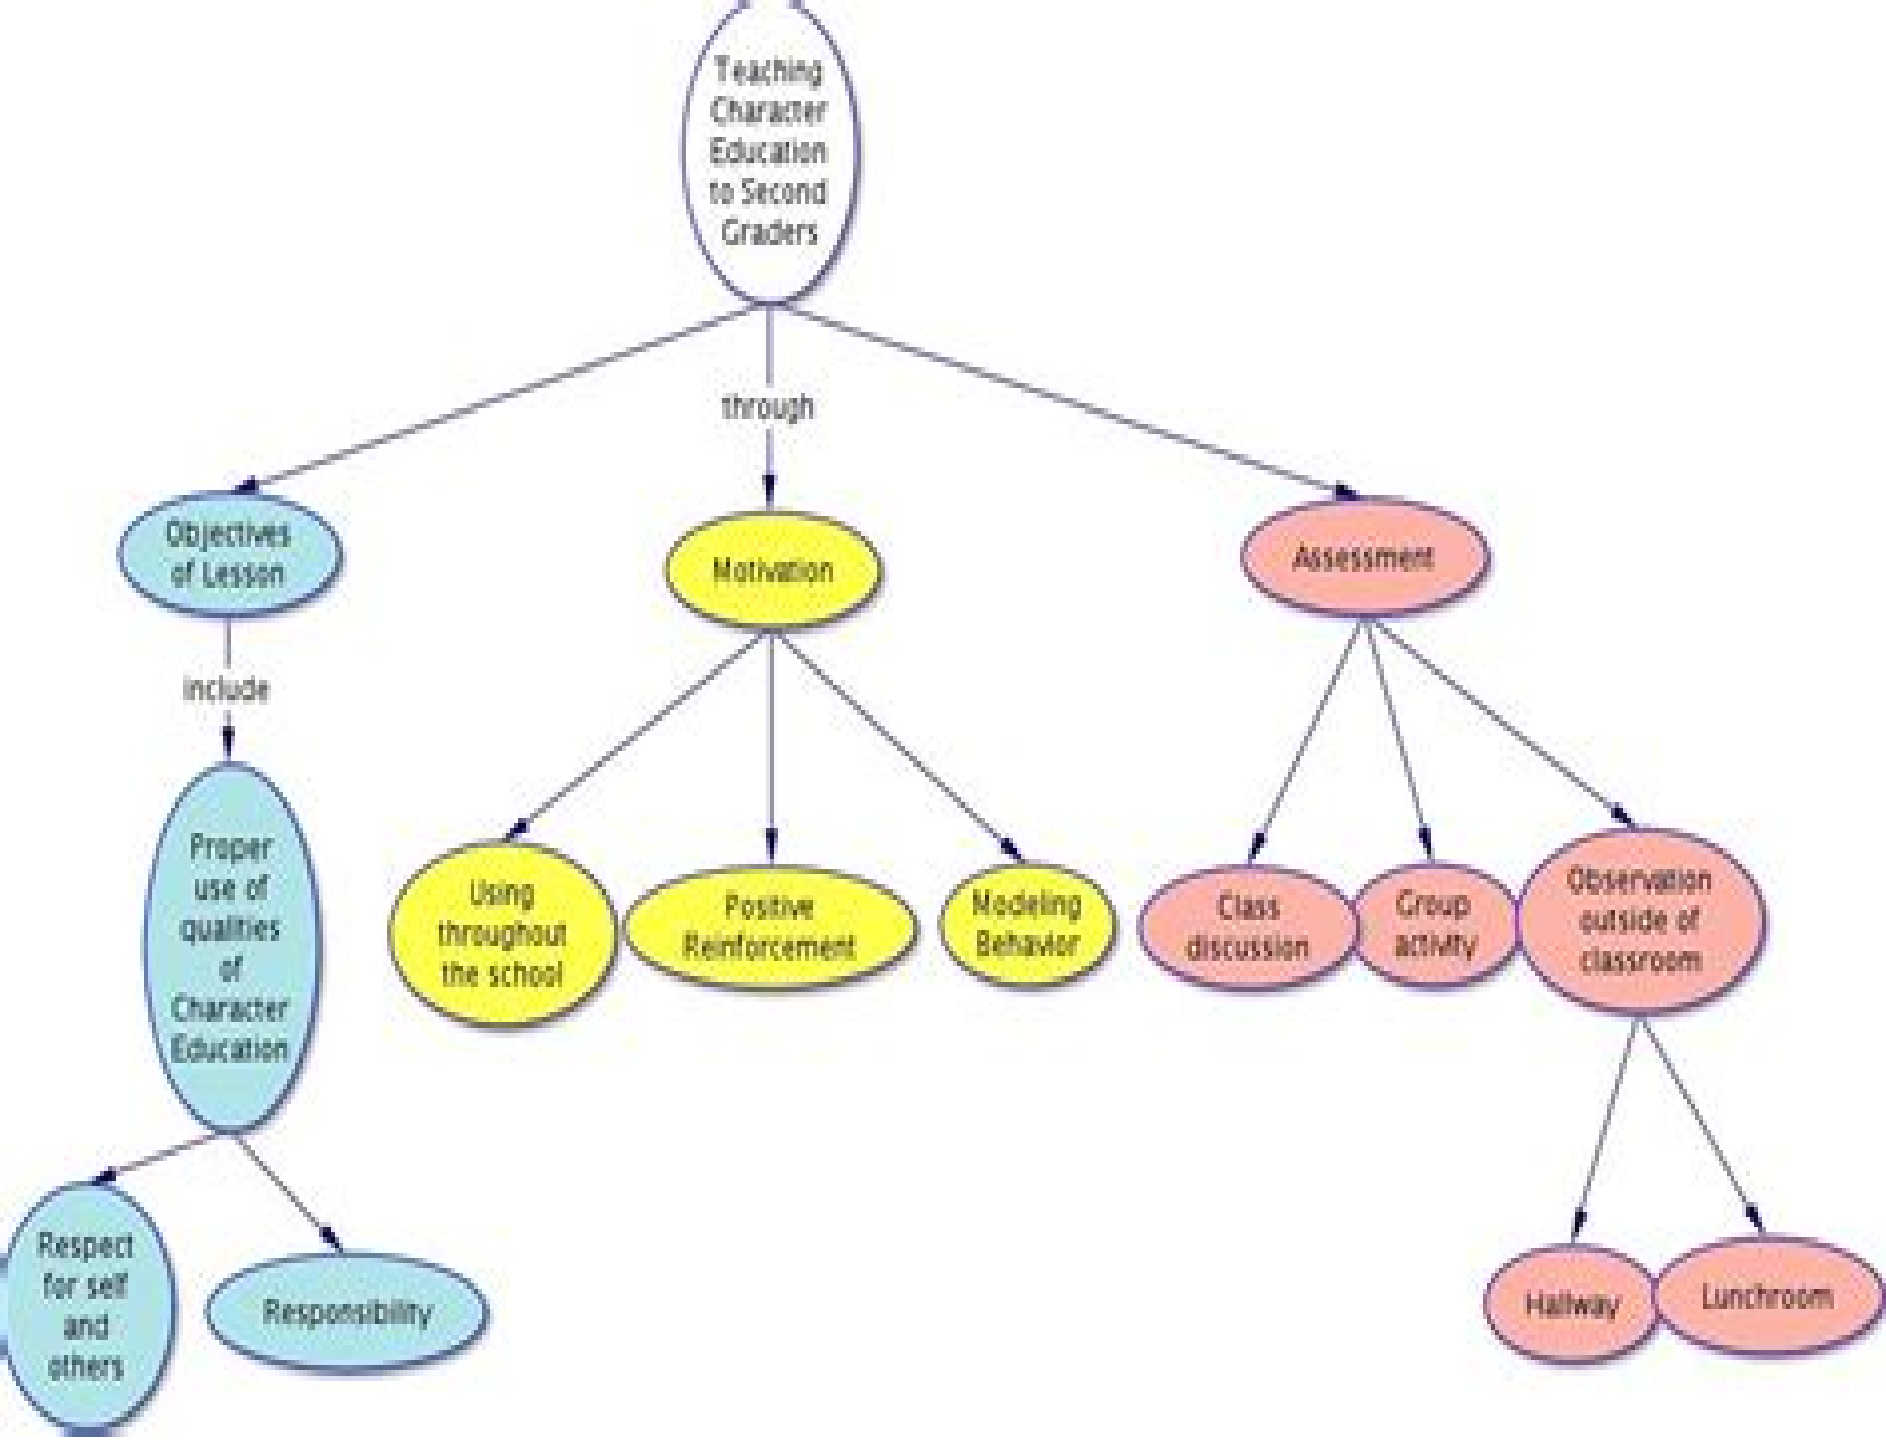 Teaching
Character
Education
to Second
Graders
through
Objectives
of Lesson
Motivation
Assessment
include
Proper
use of
qualities
of
Character
Education
Using
throughout
the school
Positive
Reinforcement
Modeling
Behavior
Class
discussion
Group
activity
Observation
outside of
classroom
Respect
for self
and
others
Responsibility
Hallway
Lunchroom